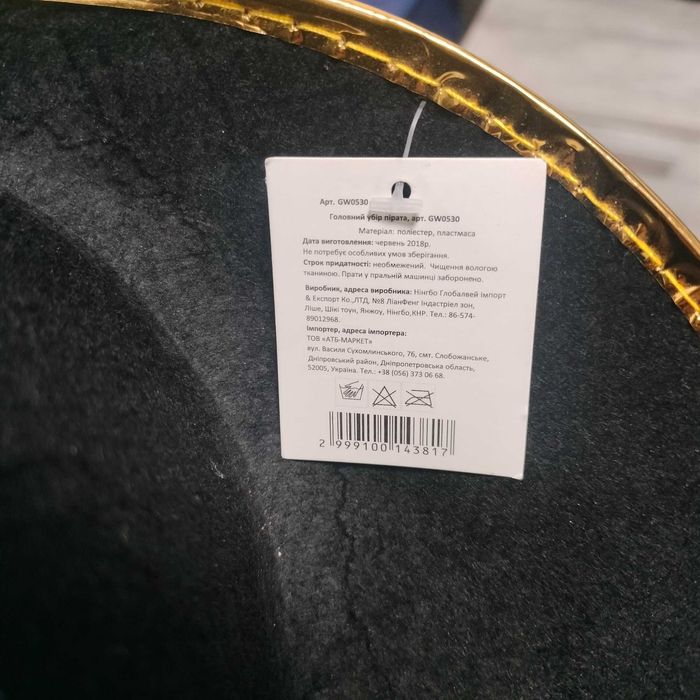 Арт. GW0530
Головний убір пірата, арт. GW0530
Матеріал: поліестер, пластмаса
Дата виготовлення: червень 2018р.
Не потребує особливих умов зберігання.
Строк придатності: необмежений. Чищення вологою
тканиною. Прати у пральній машинці заборонено.
Виробник, адреса виробника: Нінгбо Глобалвей імпорт
& Експорт Ко.,ЛТД, №8 ЛіанФенг Індастріел зон,
Ліше, Шікі тоун, Янжоу, Нінгбо,КНР. Тел.: 86-574-
89012968.
Імпортер, адреса імпортера:
ТОВ «АТБ-МАРКЕТ»
вул. Василя Сухомлинського, 76, смт. Слобожанське,
Дніпровський район, Дніпропетровська область,
52005, Україна. Тел.: +38 (056) 373 06 68.
2 999100 143817